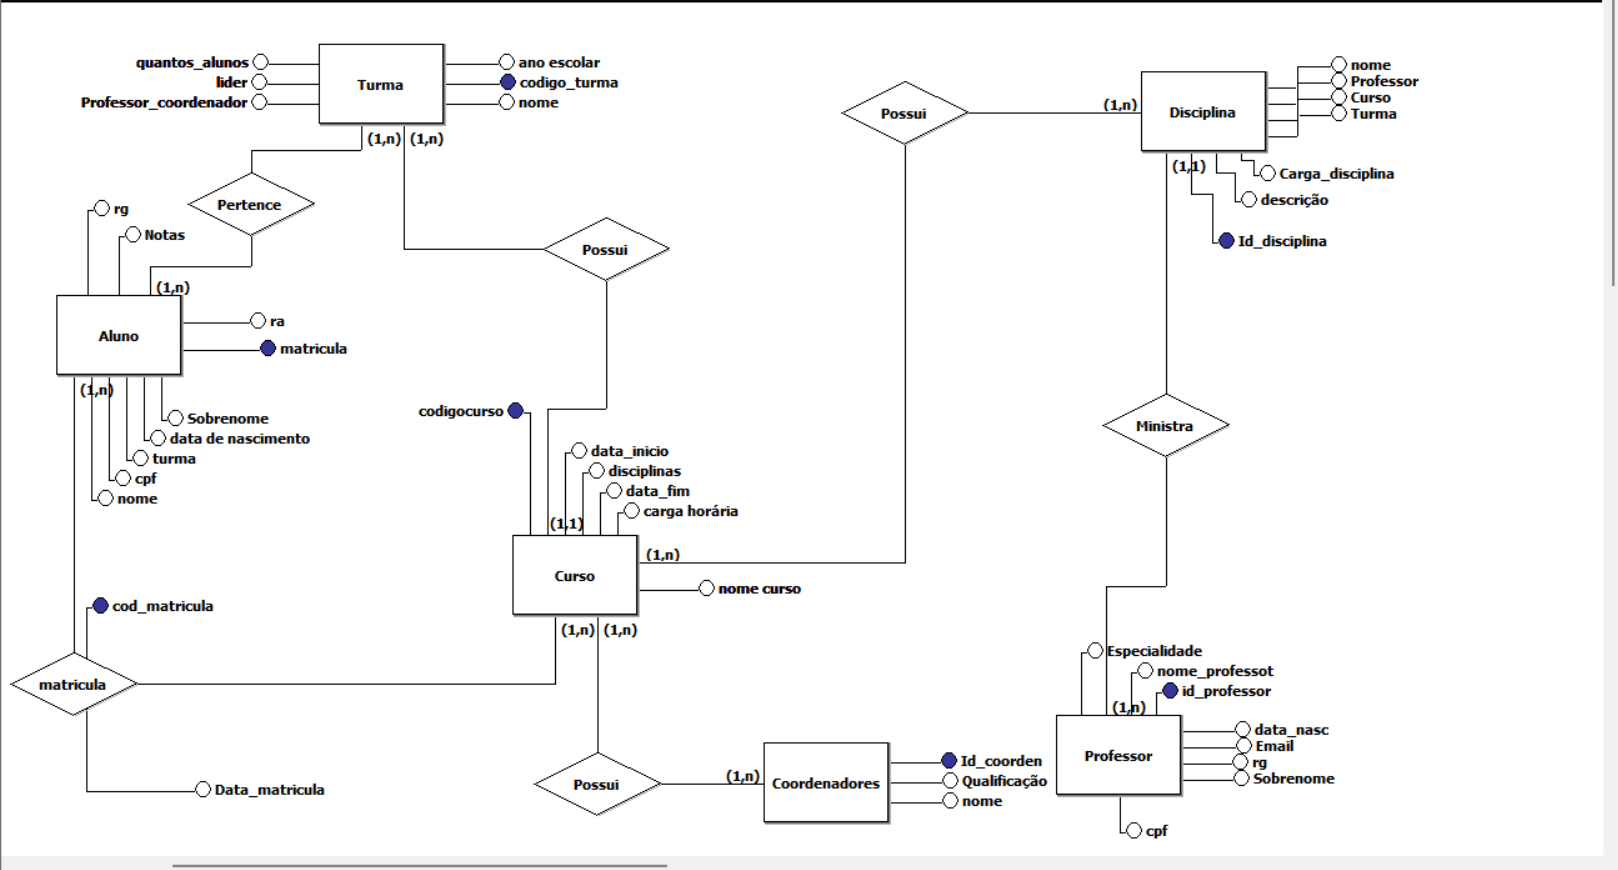 quantos_alunos
lider
Professor_coordenador
Turma
ano escolar
codigo_turma
nome
(1,n)
(1,n)
Pertence
rg
Notas
(1,n)
Aluno
ra
matricula
(1,n)
Sobrenome
data de nascimento
turma
cpf
nome
Possui
codigocurso
data_inicio
disciplinas
data_fim
carga horária
(1,1)
Curso
(1,n)
nome curso
(1,n)
(1,n)
cod_matricula
matricula
Data_matricula
Possui
(1,n)
Coordenadores
Id_coorden
Qualificação
nome
Possui
(1,n)
Disciplina
nome
Professor
Curso
Turma
(1,1)
Carga_disciplina
descrição
Id_disciplina
Ministra
Especialidade
nome_professot
id_professor
(1,n)
Professor
data_nasc
Email
rg
Sobrenome
cpf